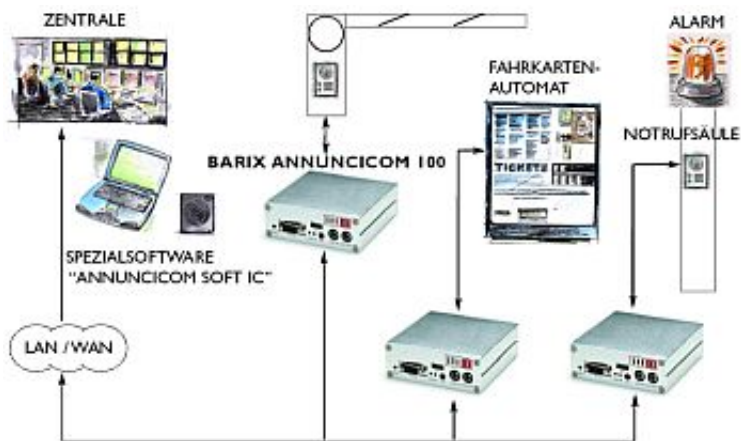 ZENTRALE
ALARM
FAHRKARTEN-
AUTOMAT
NOTRUFSÄULE
BARIX ANNUNCICOM 100
TICKETS
SPEZIALSOFTWARE
"ANNUNCICOM SOFT IC"
LAN / WAN